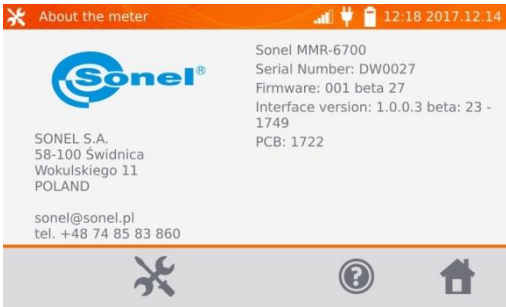 About the meter
12:18 2017.12.14
Sonel®
SONEL S.A.
58-100 Świdnica
Wokulskiego 11
POLAND
sonel@sonel.pl
tel. +48 74 85 83 860
Sonel MMR-6700
Serial Number: DW0027
Firmware: 001 beta 27
Interface version: 1.0.0.3 beta: 23 -
1749
PCB: 1722